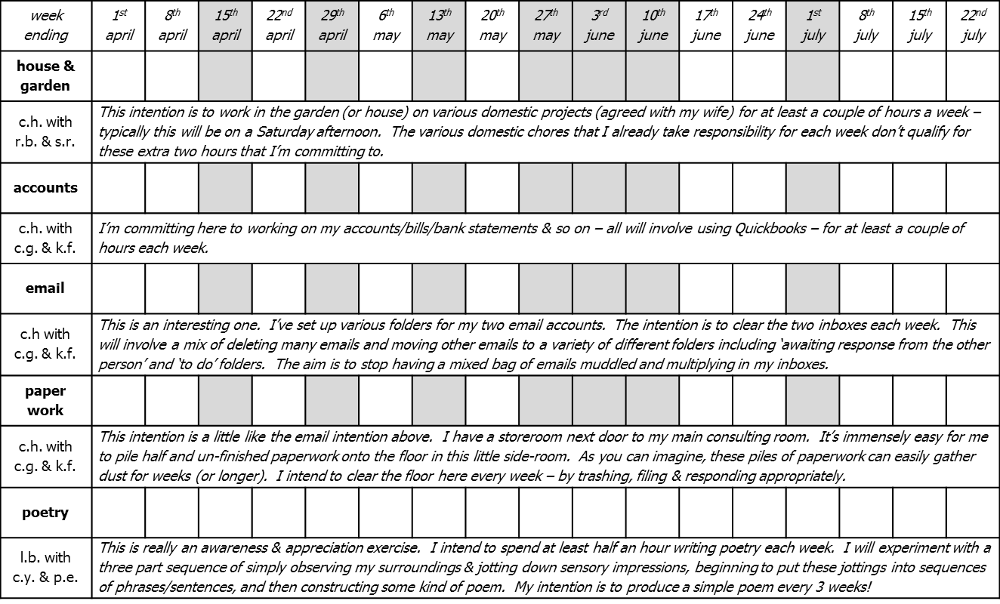 week 1st 8th 15th 22nd 29th 6th 13th 20th 27th 3rd 10th 17th 24th 1st 8th 15th 22nd
ending april april april april april may may may may june june june june july july july july
house &
garden
c.h. with
r.b. & s.r.
This intention is to work in the garden (or house) on various domestic projects (agreed with my wife) for at least a couple of hours a week –
typically this will be on a Saturday afternoon.  The various domestic chores that I already take responsibility for each week don’t qualify for
these extra two hours that I’m committing to.
accounts
c.h. with
c.g. & k.f.
I’m committing here to working on my accounts/bills/bank statements & so on – all will involve using Quickbooks – for at least a couple of
hours each week.
email
c.h with
c.g. & k.f.
This is an interesting one.  I’ve set up various folders for my two email accounts.  The intention is to clear the two inboxes each week.  This
will involve a mix of deleting many emails and moving other emails to a variety of different folders including ‘awaiting response from the other
person’ and ‘to do’ folders.  The aim is to stop having a mixed bag of emails muddled and multiplying in my inboxes.
paper
work
c.h. with
c.g. & k.f.
This intention is a little like the email intention above.  I have a storeroom next door to my main consulting room.  It’s immensely easy for me
to pile half and un-finished paperwork onto the floor in this little side-room.  As you can imagine, these piles of paperwork can easily gather
dust for weeks (or longer).  I intend to clear the floor here every week – by trashing, filing & responding appropriately.
poetry
l.b. with
c.y. & p.e.
This is really an awareness & appreciation exercise.  I intend to spend at least half an hour writing poetry each week.  I will experiment with a
three part sequence of simply observing my surroundings & jotting down sensory impressions, beginning to put these jottings into sequences
of phrases/sentences, and then constructing some kind of poem.  My intention is to produce a simple poem every 3 weeks!